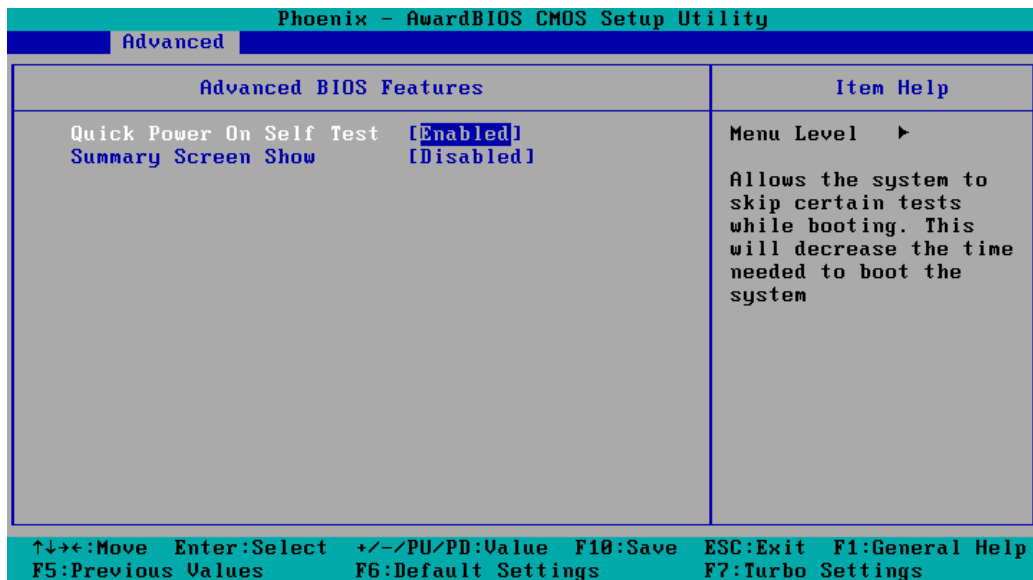 Phoenix - AwardBIOS CMOS Setup Utility
Advanced
Advanced BIOS Features
Item Help
Quick Power On Self Test [Enabled]
Summary Screen Show [Disabled]
Menu Level ►
Allows the system to
skip certain tests
while booting. This
will decrease the time
needed to boot the
system
↑↓→←:Move Enter:Select +/-/PU/PD:Value F10:Save ESC:Exit F1:General Help
F5:Previous Values F6:Default Settings F7:Turbo Settings